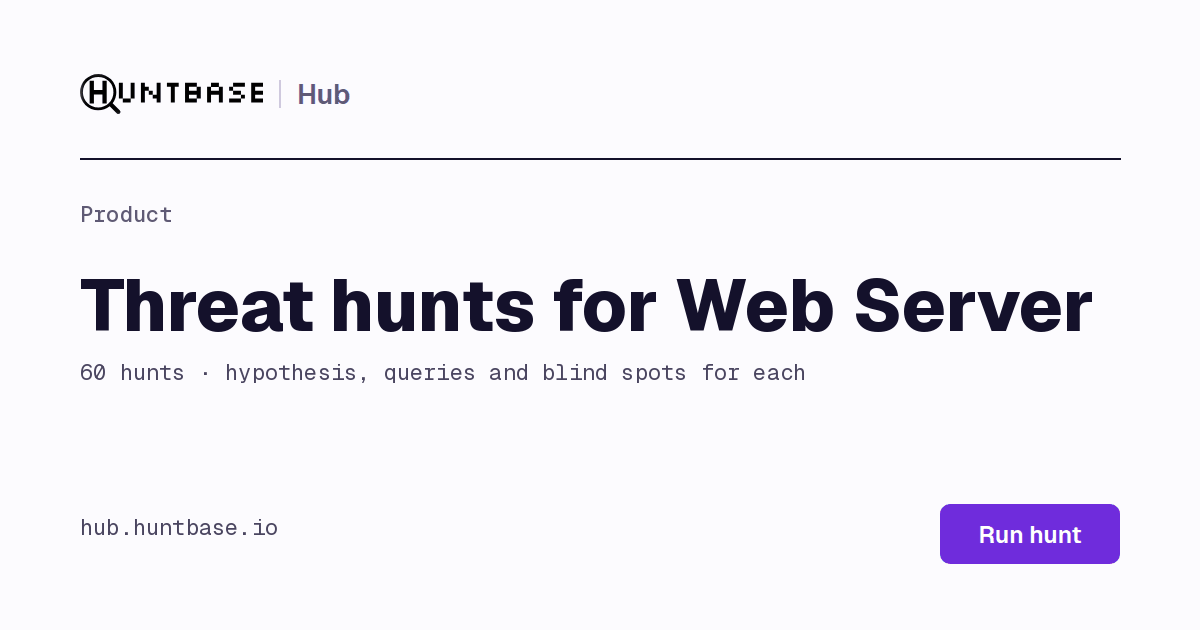 HUNTBASE | Hub
Product
Threat hunts for Web Server
60 hunts · hypothesis, queries and blind spots for each
hub.huntbase.io
Run hunt